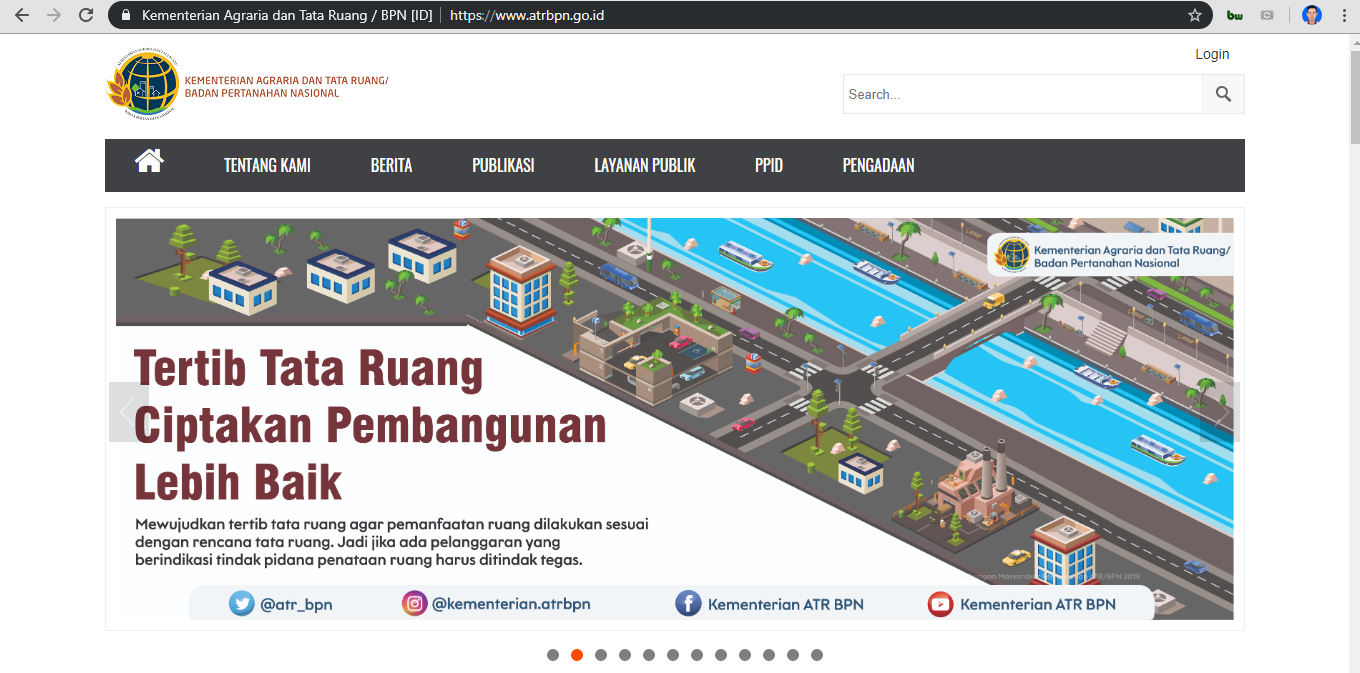 Kementerian Agraria dan Tata Ruang / BPN [ID] https://www.atrbpn.go.id
Login
KEMENTERIAN AGRARIA DAN TATA RUANG/
BADAN PERTANAHAN NASIONAL
Search...
TENTANG KAMI BERITA PUBLIKASI LAYANAN PUBLIK PPID PENGADAAN
Kementerian Agraria dan Tata Ruang/
Badan Pertanahan Nasional
Tertib Tata Ruang
Ciptakan Pembangunan
Lebih Baik
Mewujudkan tertib tata ruang agar pemanfaatan ruang dilakukan sesuai
dengan rencana tata ruang. Jadi jika ada pelanggaran yang
berindikasi tindak pidana penataan ruang harus ditindak tegas.
@atr_bpn @kementerian.atrbpn Kementerian ATR BPN Kementerian ATR BPN